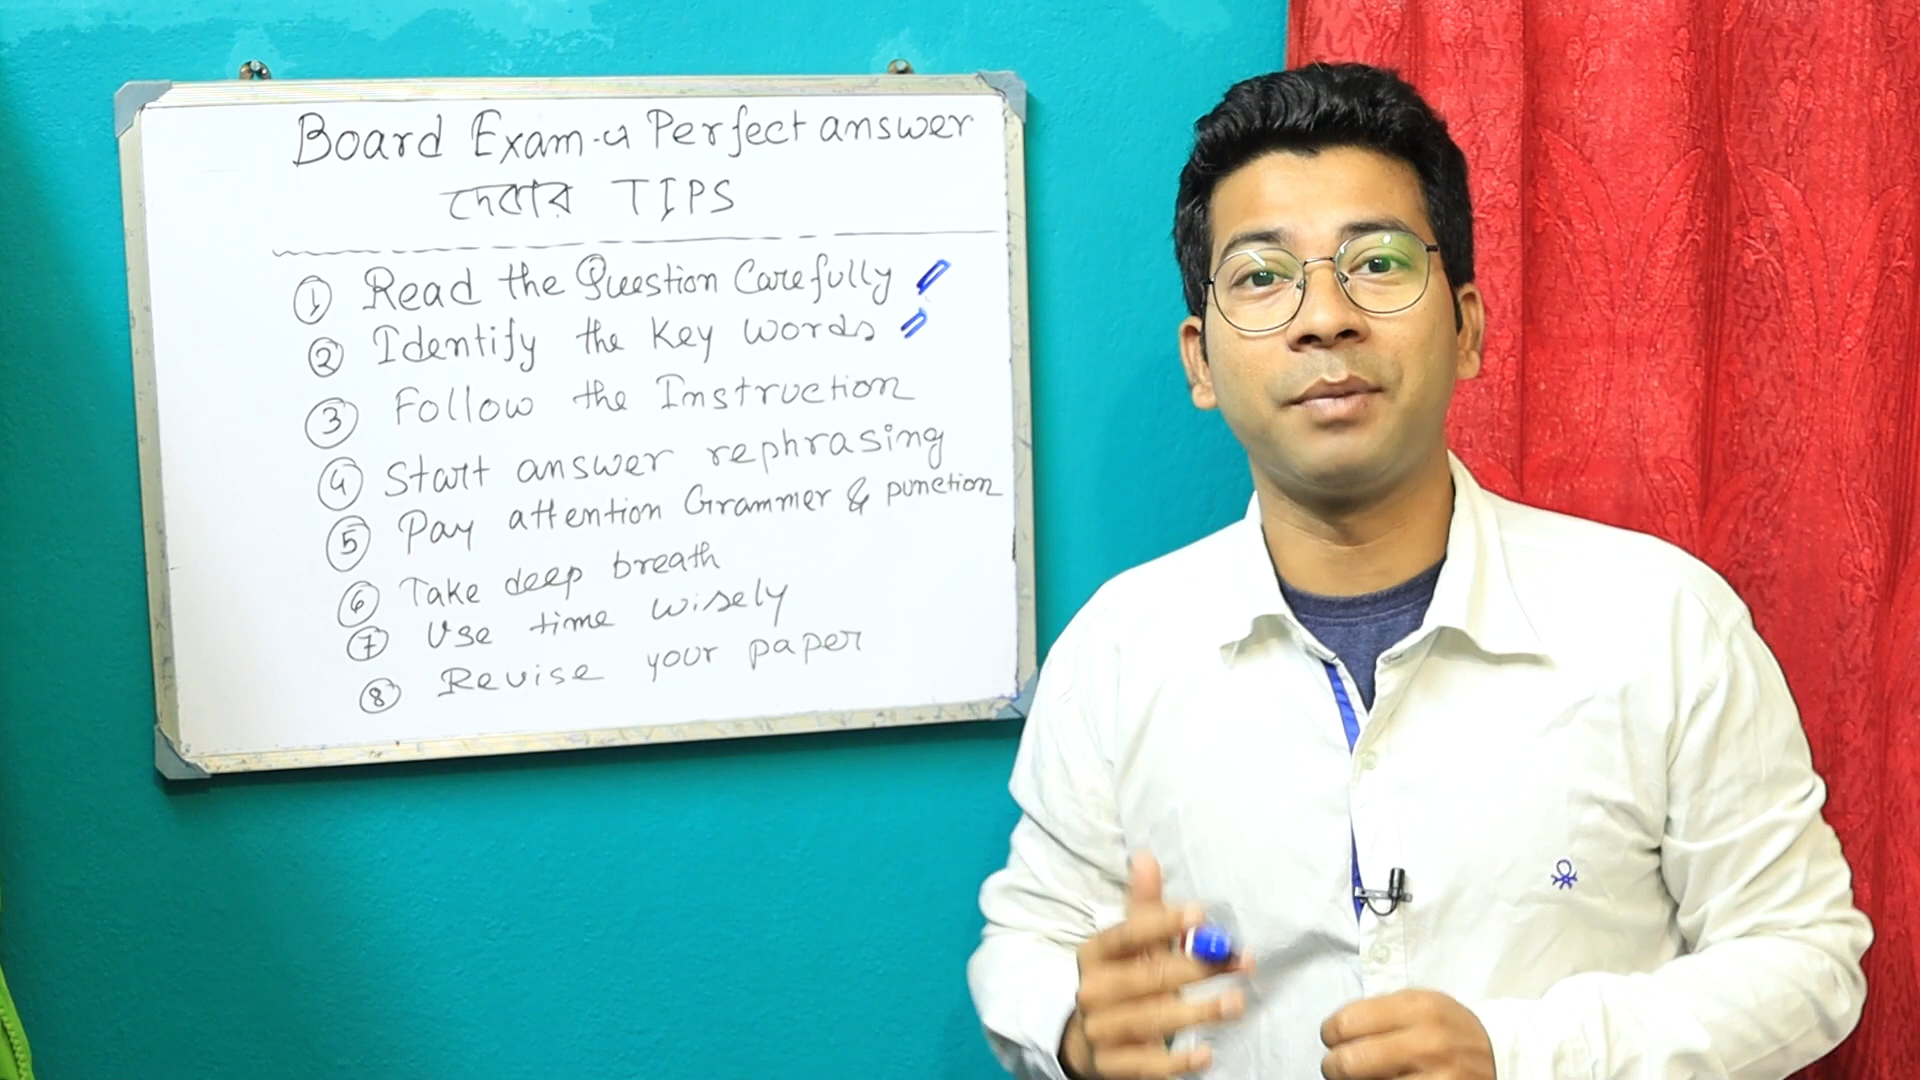 Board Exam-এ Perfect answer
দেবার TIPS
① Read the Question Carefully
② Identify the Key words
③ Follow the Instruction
④ Start answer rephrasing
⑤ Pay attention Grammer & punction
⑥ Take deep breath
⑦ Use time wisely
⑧ Revise your paper